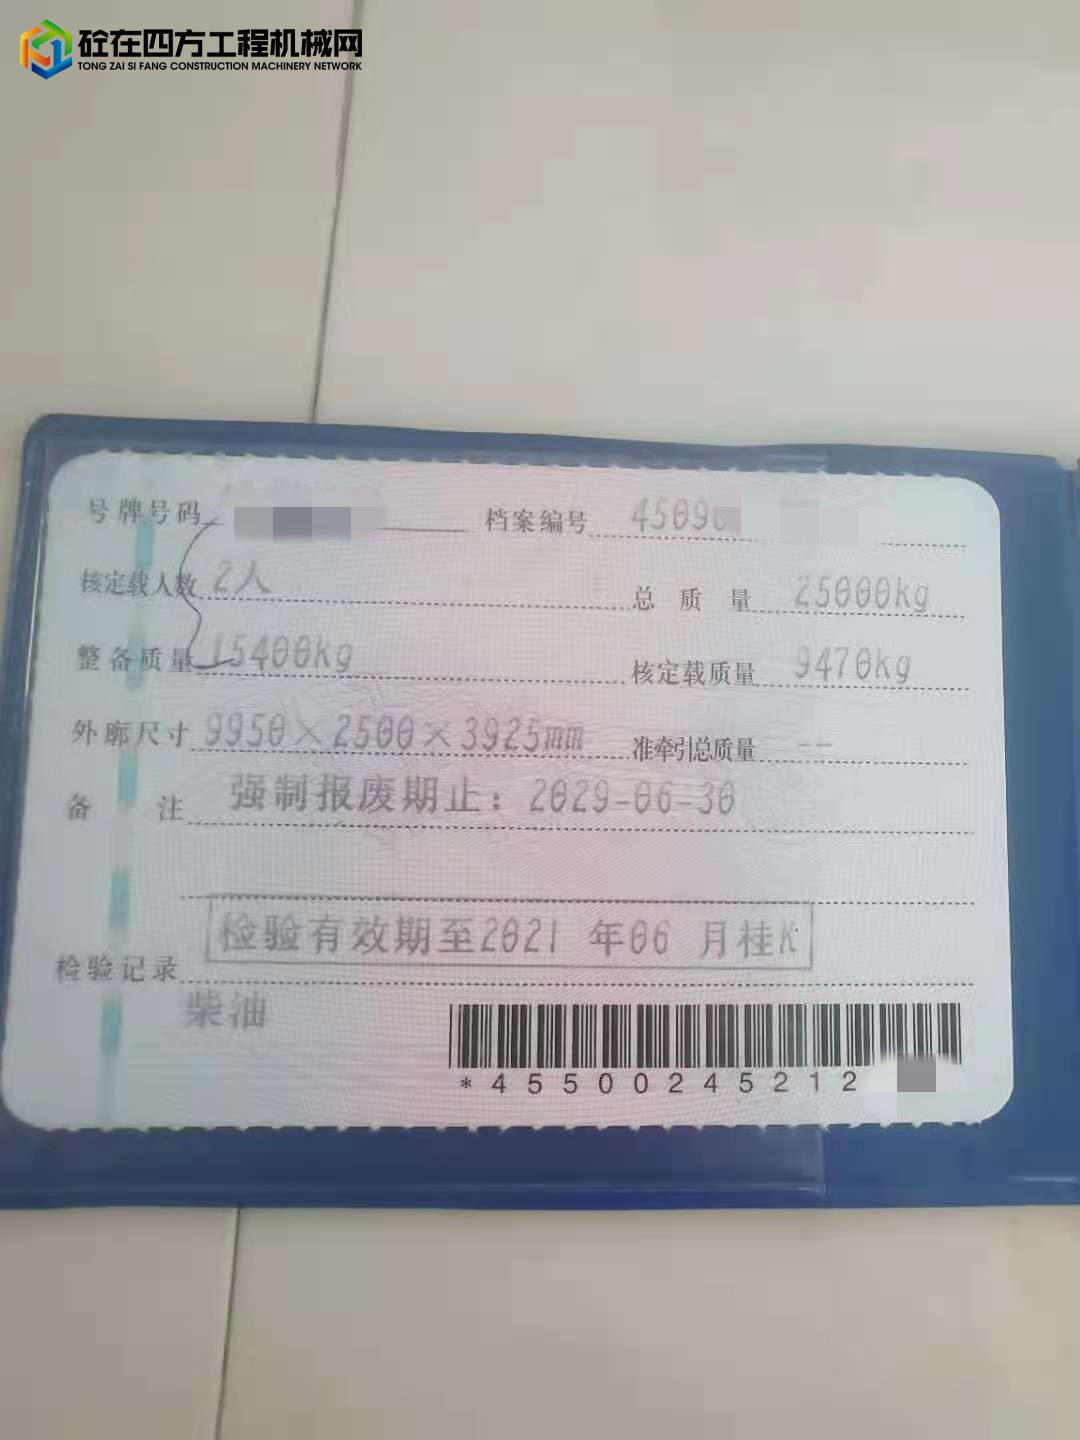 砼在四方工程机械网
TONG ZAI SI FANG CONSTRUCTION MACHINERY NETWORK
号牌号码 档案编号 4509
核定载人数 2人 总质量 25000kg
整备质量 15400kg 核定载质量 9470kg
外廓尺寸 9950×2500×3925mm 准牵引总质量 --
备注 强制报废期止：2029-06-30
检验有效期至2021 年06 月桂K
检验记录
柴油
*45500245212